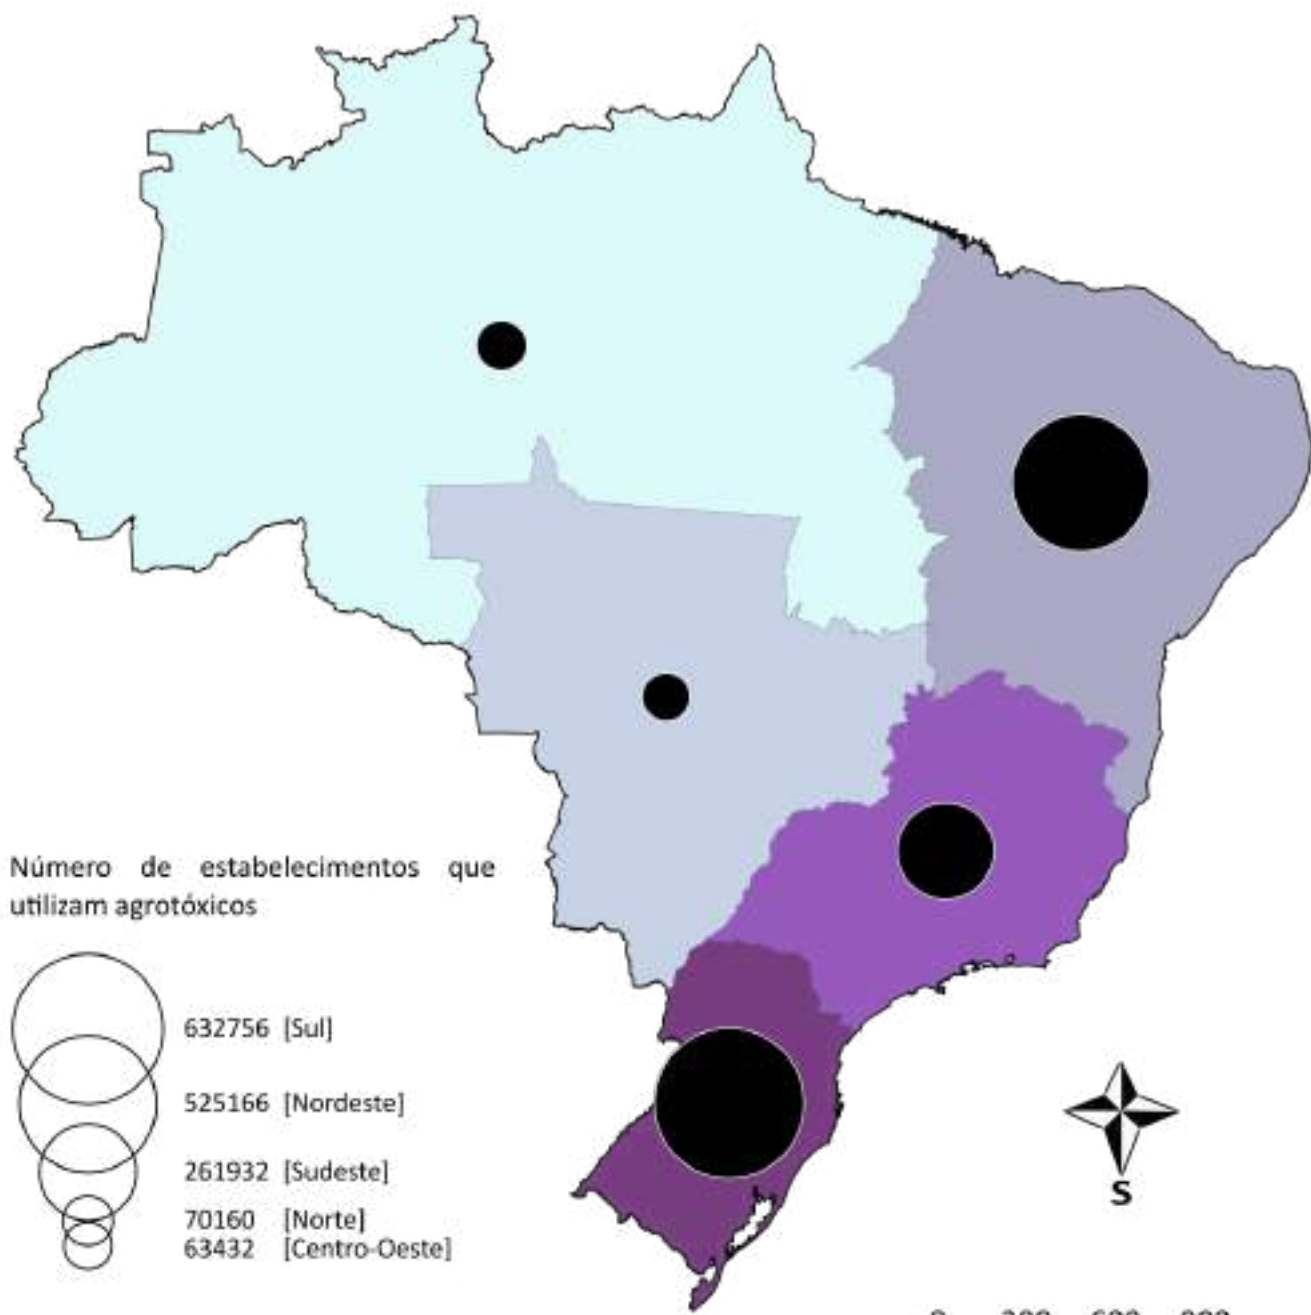 Número de estabelecimentos que
utilizam agrotóxicos
632756 [Sul]
525166 [Nordeste]
261932 [Sudeste]
70160 [Norte]
63432 [Centro-Oeste]
S